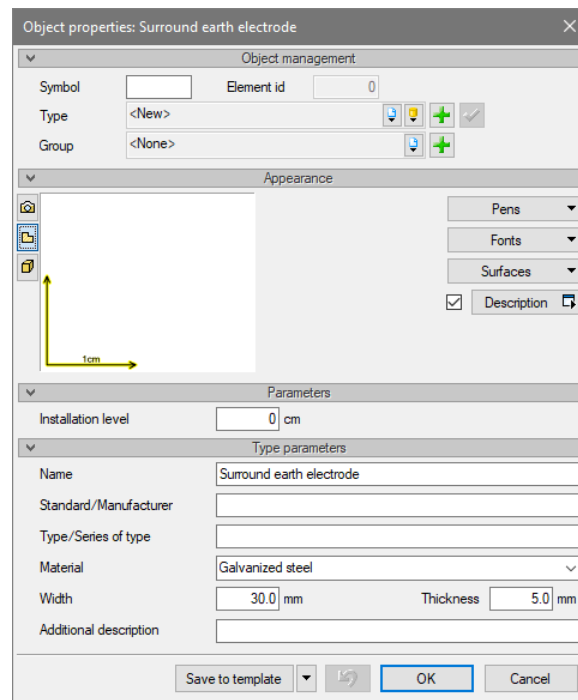 Object properties: Surround earth electrode
Object management
Symbol Element id 0
Type <New>
Group <None>
Appearance
Pens
Fonts
Surfaces
Description
1cm
Parameters
Installation level 0 cm
Type parameters
Name Surround earth electrode
Standard/Manufacturer
Type/Series of type
Material Galvanized steel
Width 30.0 mm Thickness 5.0 mm
Additional description
Save to template OK Cancel